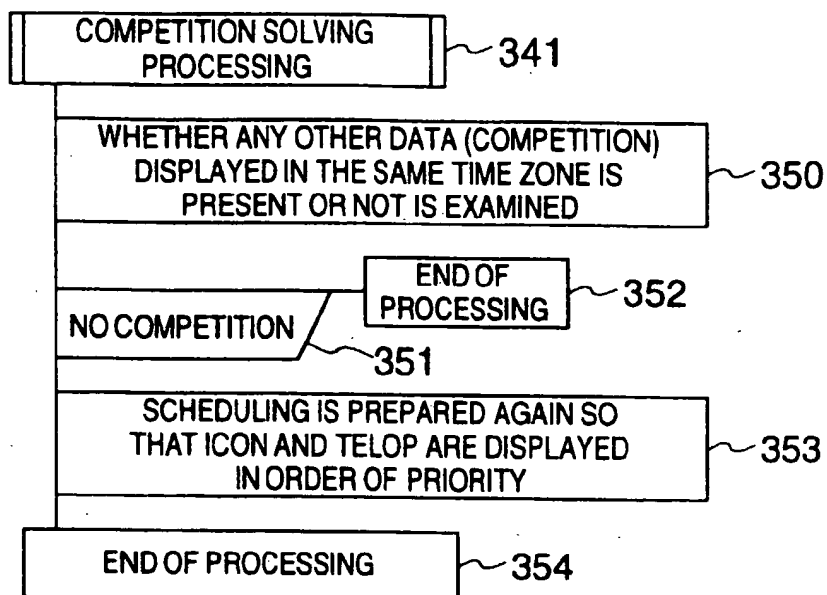 COMPETITION SOLVING
PROCESSING
341
WHETHER ANY OTHER DATA (COMPETITION)
DISPLAYED IN THE SAME TIME ZONE IS
PRESENT OR NOT IS EXAMINED
350
END OF
PROCESSING
352
NO COMPETITION
351
SCHEDULING IS PREPARED AGAIN SO
THAT ICON AND TELOP ARE DISPLAYED
IN ORDER OF PRIORITY
353
END OF PROCESSING
354